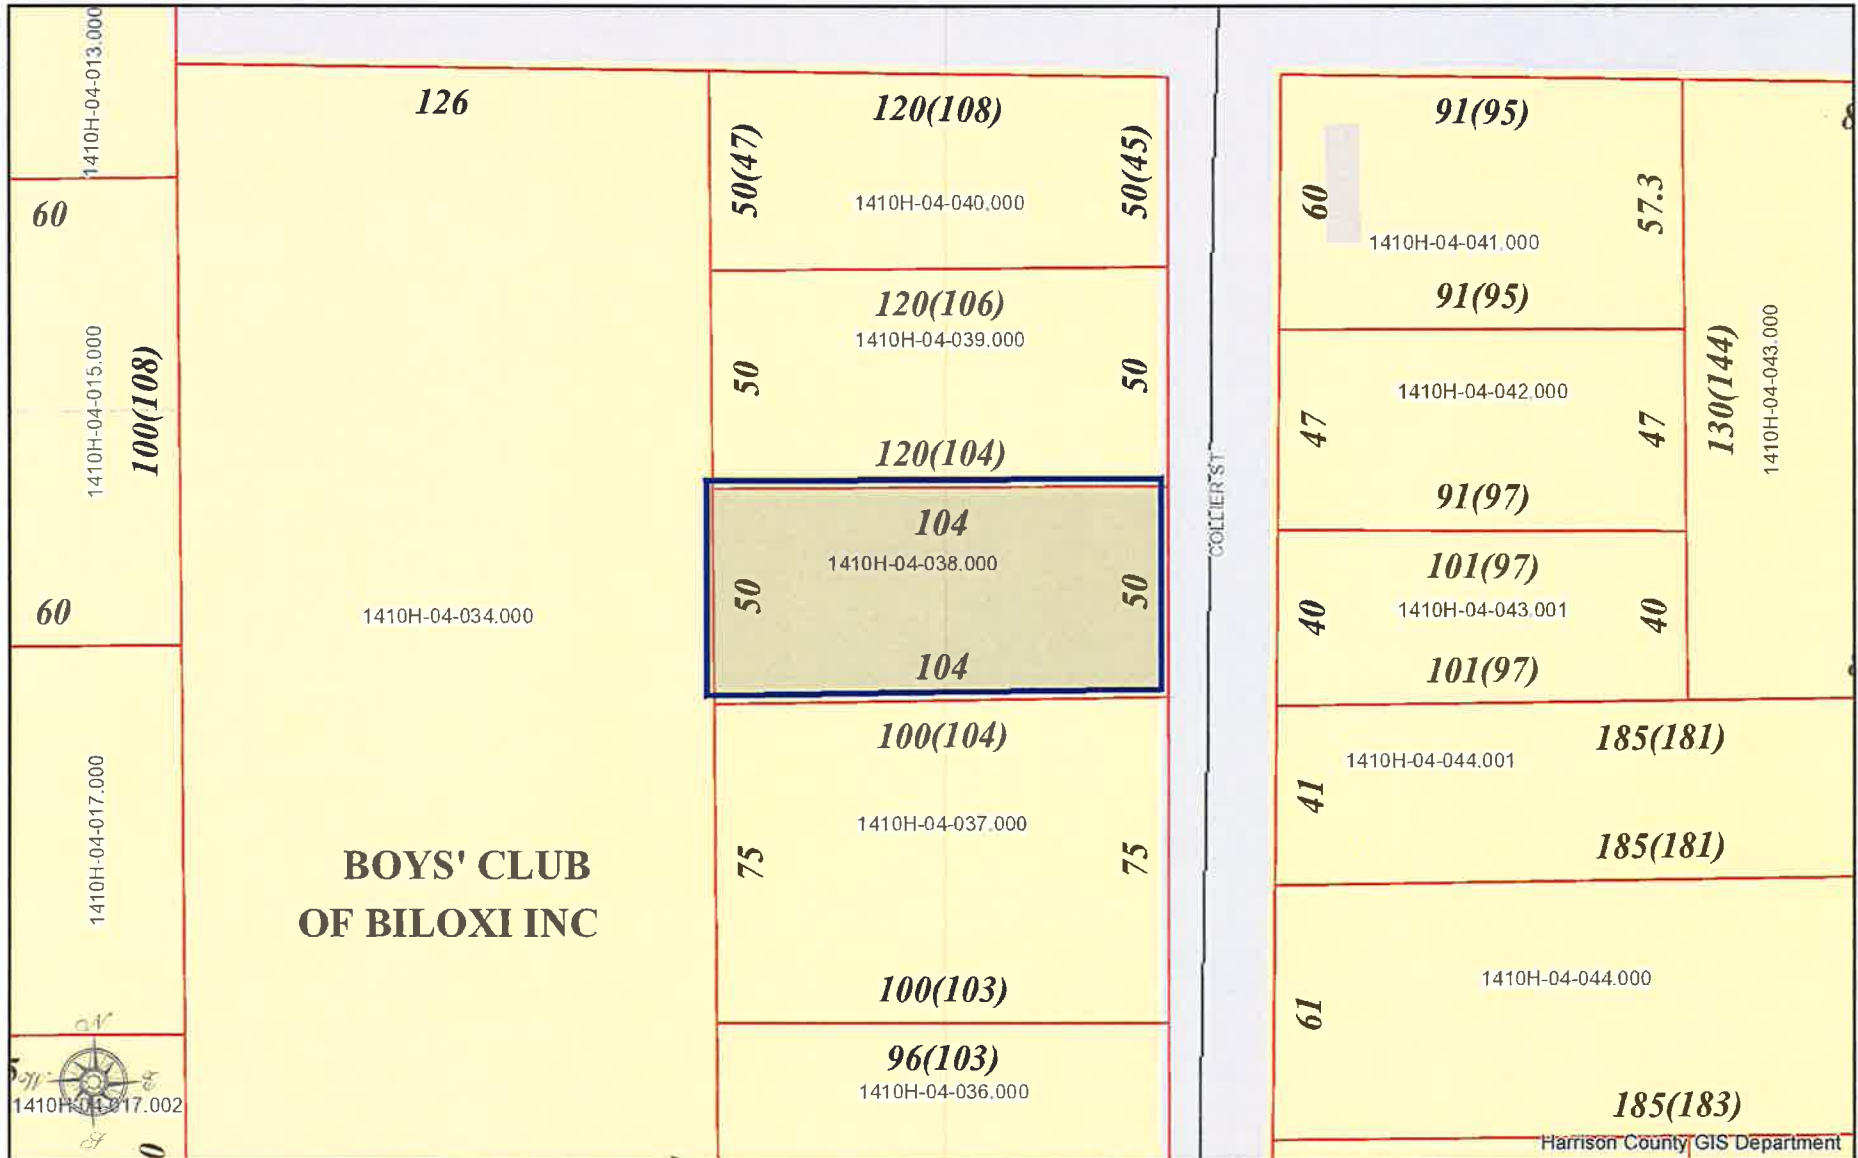 1410H-04-013.000
60
1410H-04-015.000
100(108)
60
1410H-04-017.000
N
W
E
S
1410H-04-017.002
126
1410H-04-034.000
BOYS' CLUB
OF BILOXI INC
120(108)
50(47)
50(45)
1410H-04-040.000
120(106)
1410H-04-039.000
50
50
120(104)
104
1410H-04-038.000
50
50
104
100(104)
1410H-04-037.000
75
75
100(103)
96(103)
1410H-04-036.000
COLLIER ST
91(95)
60
57.3
1410H-04-041.000
91(95)
1410H-04-042.000
47
47
91(97)
101(97)
1410H-04-043.001
40
40
101(97)
130(144)
1410H-04-043.000
185(181)
1410H-04-044.001
41
185(181)
1410H-04-044.000
61
185(183)
Harrison County GIS Department